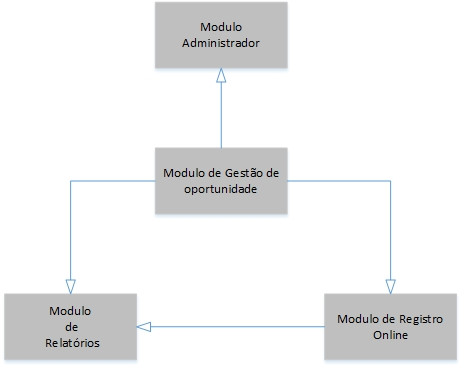 Modulo
Administrador
Modulo de Gestão de
oportunidade
Modulo
de
Relatórios
Modulo de Registro
Online